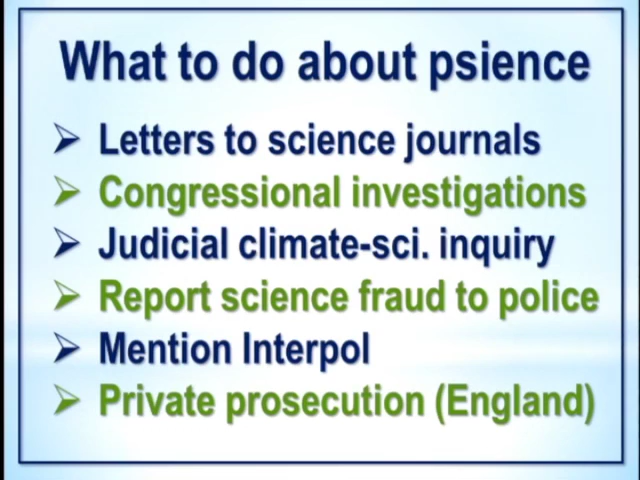 What to do about psience
Letters to science journals
Congressional investigations
Judicial climate-sci. inquiry
Report science fraud to police
Mention Interpol
Private prosecution (England)